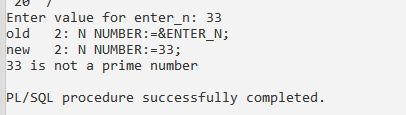 20  /
Enter value for enter_n: 33
old   2: N NUMBER:=&ENTER_N;
new   2: N NUMBER:=33;
33 is not a prime number

PL/SQL procedure successfully completed.